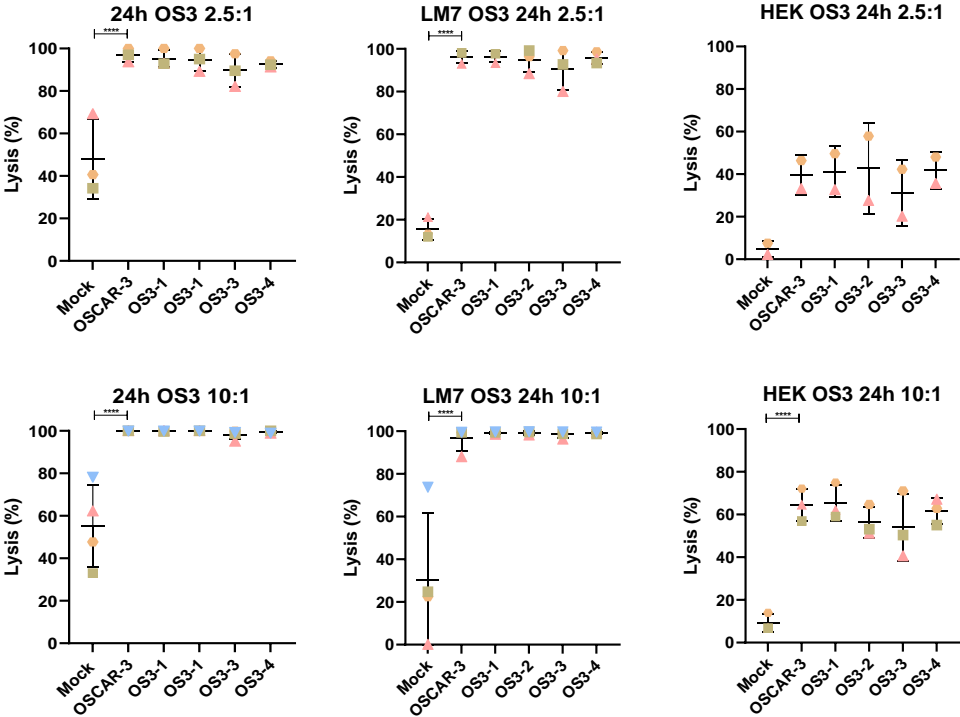 24h OS3 2.5:1
LM7 OS3 24h 2.5:1
HEK OS3 24h 2.5:1
****
****
Lysis (%)
100
80
60
40
20
0
Mock
OSCAR-3
OS3-1
OS3-1
OS3-3
OS3-4
Lysis (%)
100
80
60
40
20
0
Mock
OSCAR-3
OS3-1
OS3-2
OS3-3
OS3-4
Lysis (%)
100
80
60
40
20
0
Mock
OSCAR-3
OS3-1
OS3-2
OS3-3
OS3-4
24h OS3 10:1
LM7 OS3 24h 10:1
HEK OS3 24h 10:1
****
****
****
Lysis (%)
100
80
60
40
20
0
Mock
OSCAR-3
OS3-1
OS3-1
OS3-3
OS3-4
Lysis (%)
100
80
60
40
20
0
Mock
OSCAR-3
OS3-1
OS3-2
OS3-3
OS3-4
Lysis (%)
100
80
60
40
20
0
Mock
OSCAR-3
OS3-1
OS3-2
OS3-3
OS3-4